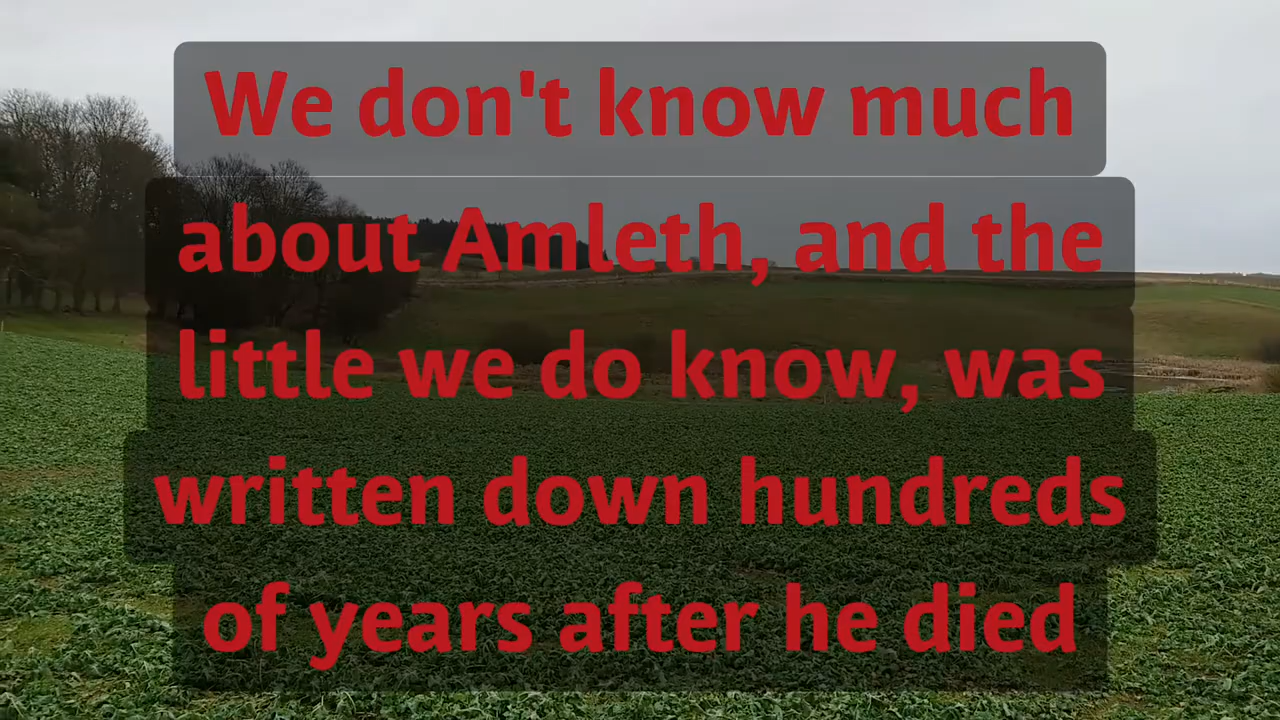 We don't know much
about Amleth, and the
little we do know, was
written down hundreds
of years after he died